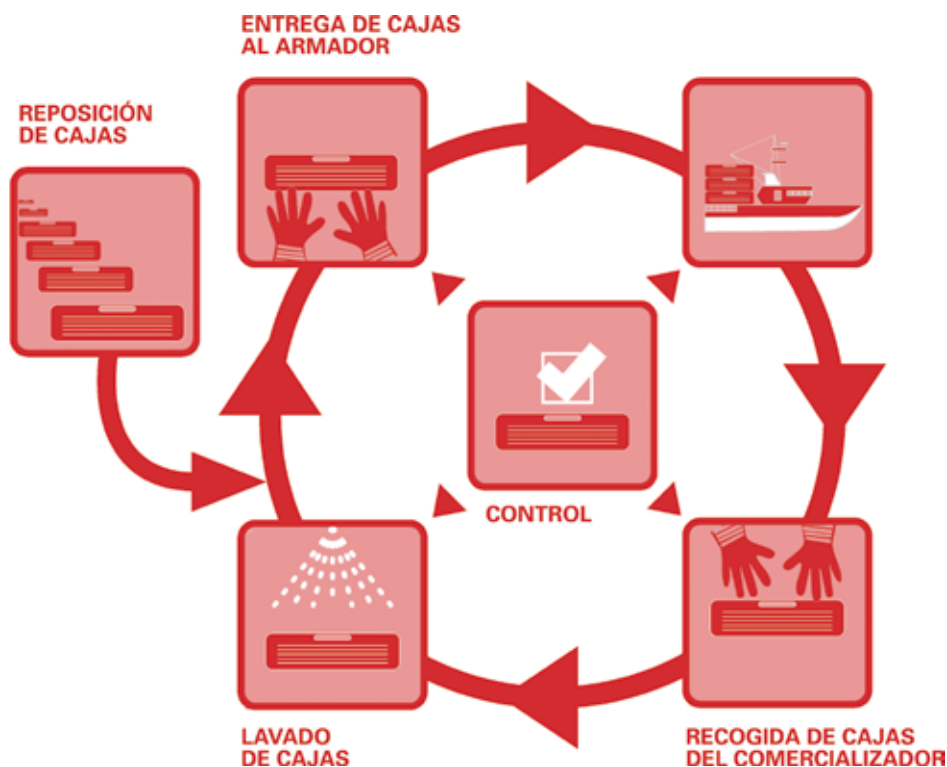 ENTREGA DE CAJAS
AL ARMADOR
REPOSICIÓN
DE CAJAS
CONTROL
LAVADO
DE CAJAS
RECOGIDA DE CAJAS
DEL COMERCIALIZADOR